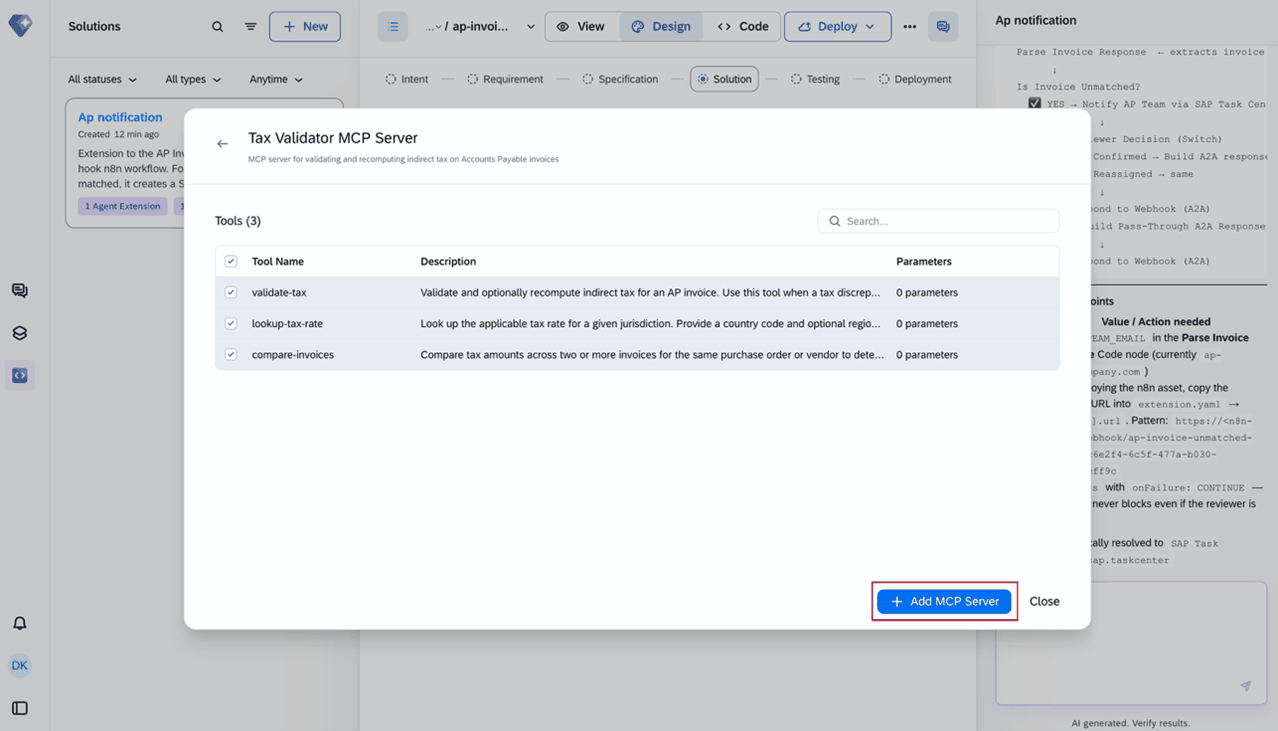 Solutions
New
... / ap-invoi...
View
Design
Code
Deploy
Ap notification
All statuses
All types
Anytime
Intent
Requirement
Specification
Solution
Testing
Deployment
Ap notification
Created 12 min ago
Extension to the AP Inv
hook n8n workflow. Fo
matched, it creates a S
1 Agent Extension
1
Tax Validator MCP Server
MCP server for validating and recomputing indirect tax on Accounts Payable invoices
Tools (3)
Search...
Tool Name Description Parameters
validate-tax Validate and optionally recompute indirect tax for an AP invoice. Use this tool when a tax discrep... 0 parameters
lookup-tax-rate Look up the applicable tax rate for a given jurisdiction. Provide a country code and optional regio... 0 parameters
compare-invoices Compare tax amounts across two or more invoices for the same purchase order or vendor to dete... 0 parameters
+ Add MCP Server
Close
Parse Invoice Response ← extracts invoice
↓
Is Invoice Unmatched?
YES → Notify AP Team via SAP Task Cen
↓
ewer Decision (Switch)
Confirmed → Build A2A response
Reassigned → same
↓
ond to Webhook (A2A)
uild Pass-Through A2A Response
↓
ond to Webhook (A2A)
oints
Value / Action needed
TEAM_EMAIL in the Parse Invoice
e Code node (currently ap-
pany.com )
oying the n8n asset, copy the
URL into extension.yaml →
].url . Pattern: https://<n8n-
ebhook/ap-invoice-unmatched-
c6e2f4-6c5f-477a-b030-
cff9c
s with onFailure: CONTINUE —
never blocks even if the reviewer is
cally resolved to SAP Task
sap.taskcenter
DK
AI generated. Verify results.